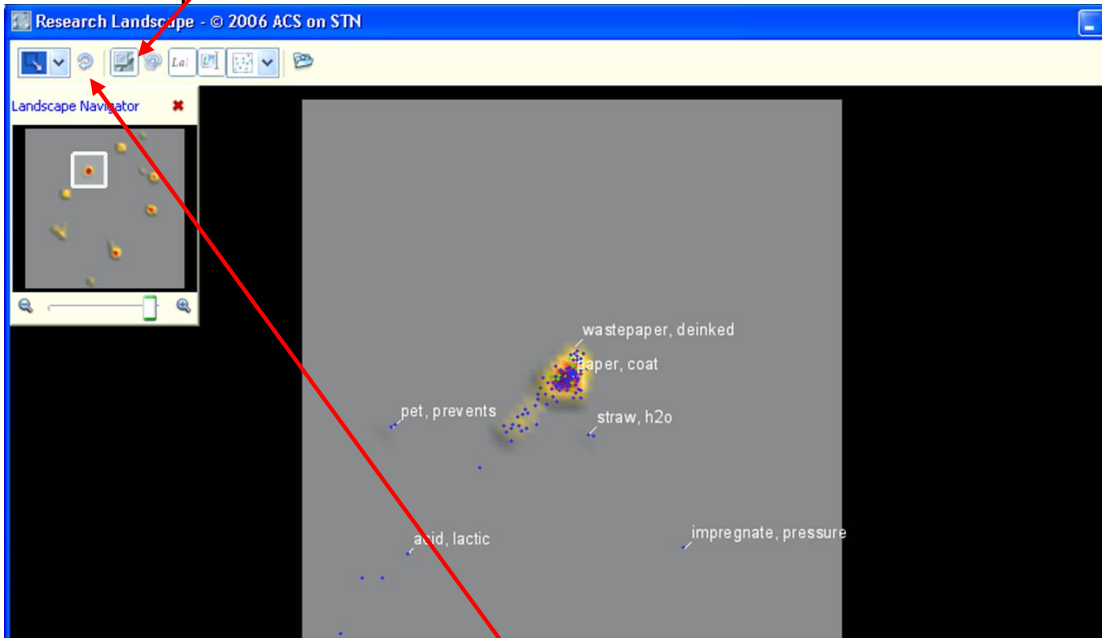 Research Landscape - © 2006 ACS on STN
La
Landscape Navigator
wastepaper, deinked
paper, coat
pet, prevents
straw, h2o
acid, lactic
impregnate, pressure